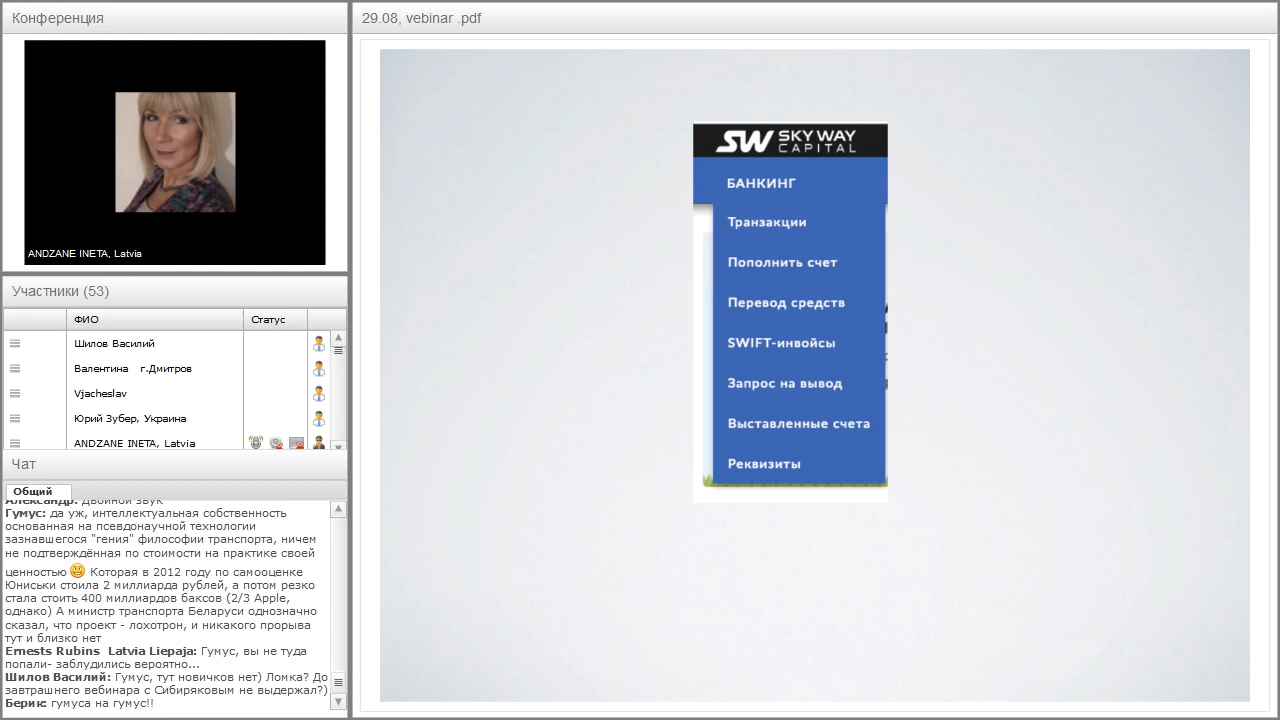 Конференция
ANDZANE INETA, Latvia
Участники (53)
ФИО
Статус
Шилов Василий
Валентина г.Дмитров
Vjacheslav
Юрий Зубер, Украина
ANDZANE INETA, Latvia
Чат
Общий
Александр: Двойной звук
Гумус: да уж, интеллектуальная собственность
основанная на псевдонаучной технологии
зазнавшегося "гения" философии транспорта, ничем
не подтверждённая по стоимости на практике своей
ценностью Которая в 2012 году по самооценке
Юниськи стоила 2 миллиарда рублей, а потом резко
стала стоить 400 миллиардов баксов (2/3 Apple,
однако) А министр транспорта Беларуси однозначно
сказал, что проект - лохотрон, и никакого прорыва
тут и близко нет
Ernests Rubins Latvia Liepaja: Гумус, вы не туда
попали- заблудились вероятно...
Шилов Василий: Гумус, тут новичков нет) Ломка? До
завтрашнего вебинара с Сибиряковым не выдержал?)
Берик: гумуса на гумус!!
29.08, vebinar .pdf
SW SKY WAY
CAPITAL
БАНКИНГ
Транзакции
Пополнить счет
Перевод средств
SWIFT-инвойсы
Запрос на вывод
Выставленные счета
Реквизиты